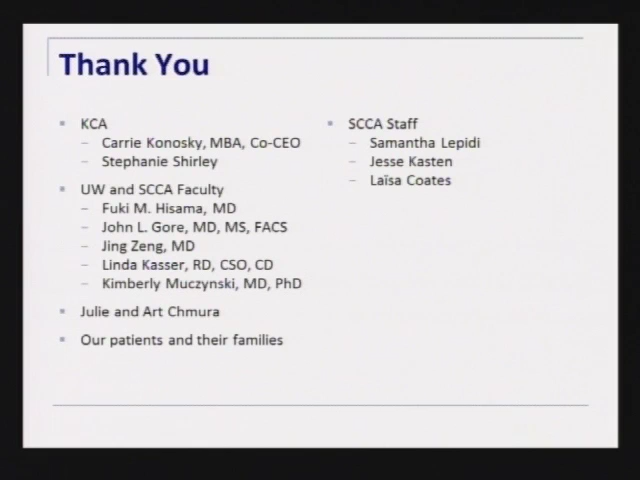 Thank You
KCA
– Carrie Konosky, MBA, Co-CEO
– Stephanie Shirley
UW and SCCA Faculty
– Fuki M. Hisama, MD
– John L. Gore, MD, MS, FACS
– Jing Zeng, MD
– Linda Kasser, RD, CSO, CD
– Kimberly Muczynski, MD, PhD
Julie and Art Chmura
Our patients and their families
SCCA Staff
– Samantha Lepidi
– Jesse Kasten
– Laïsa Coates